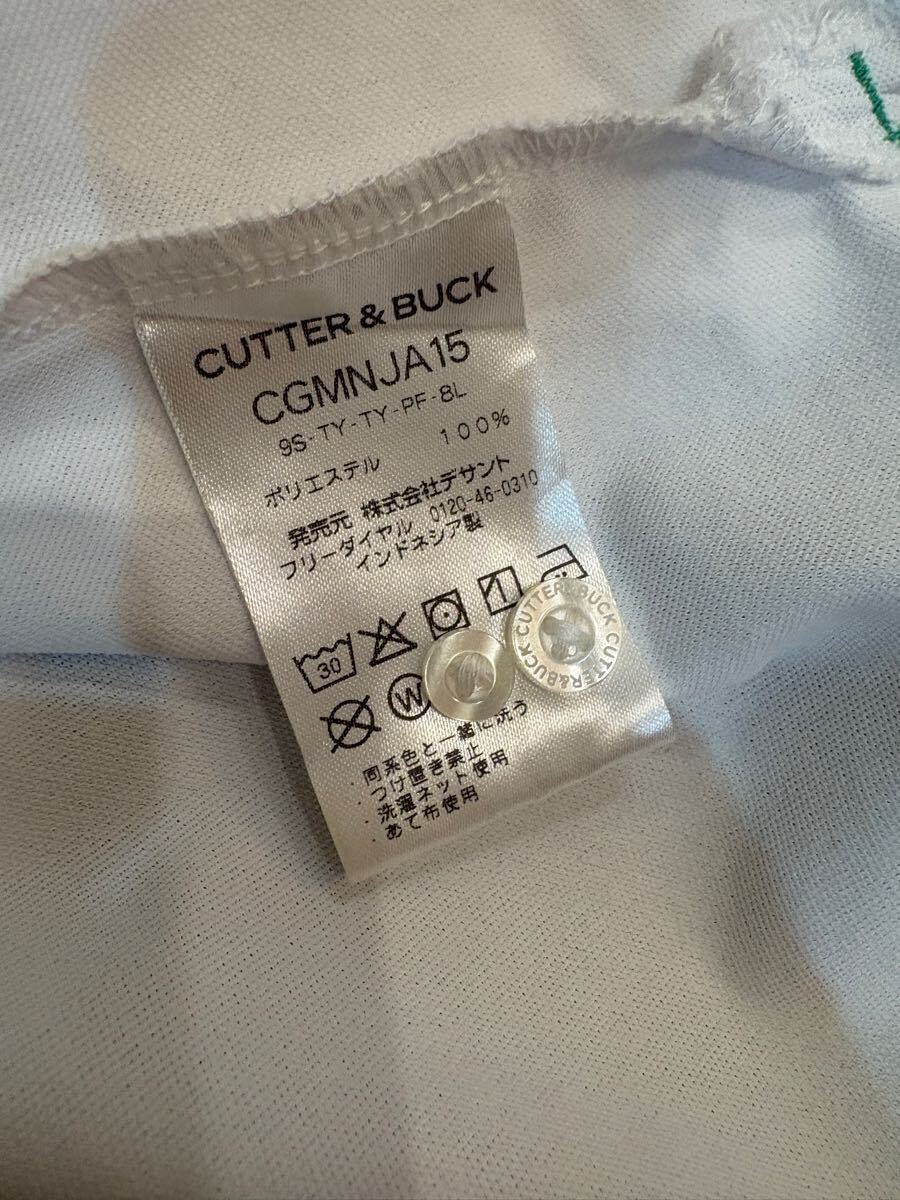 CUTTER & BUCK
CGMNJA15
9S-TY-TY-PF-8L
ポリエステル 100%
発売元 株式会社デサント
フリーダイヤル 0120-46-0310
インドネシア製
30
W
CUTTER&BUCK CUTTER&BUCK
・同系色と一緒に洗う
・つけ置き禁止
・洗濯ネット使用
・あて布使用